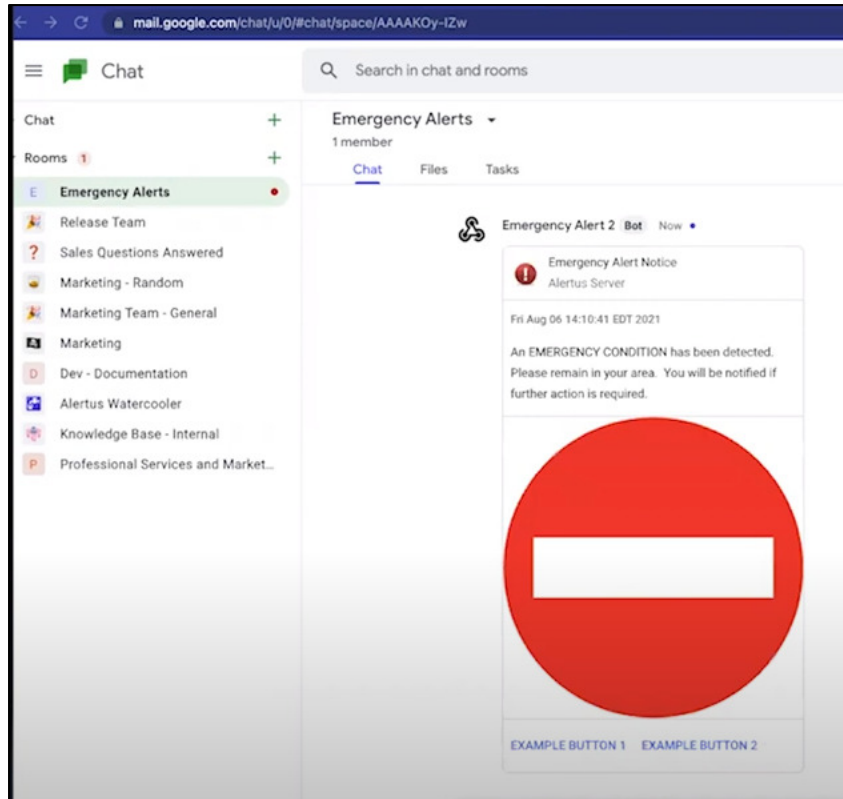 mail.google.com/chat/u/0/#chat/space/AAAAKOy-IZw
Chat
Search in chat and rooms
Chat
Rooms 1
E Emergency Alerts
Release Team
Sales Questions Answered
Marketing - Random
Marketing Team - General
Marketing
D Dev - Documentation
Alertus Watercooler
Knowledge Base - Internal
P Professional Services and Market...
Emergency Alerts
1 member
Chat Files Tasks
Emergency Alert 2 Bot Now
Emergency Alert Notice
Alertus Server
Fri Aug 06 14:10:41 EDT 2021
An EMERGENCY CONDITION has been detected.
Please remain in your area. You will be notified if
further action is required.
EXAMPLE BUTTON 1 EXAMPLE BUTTON 2